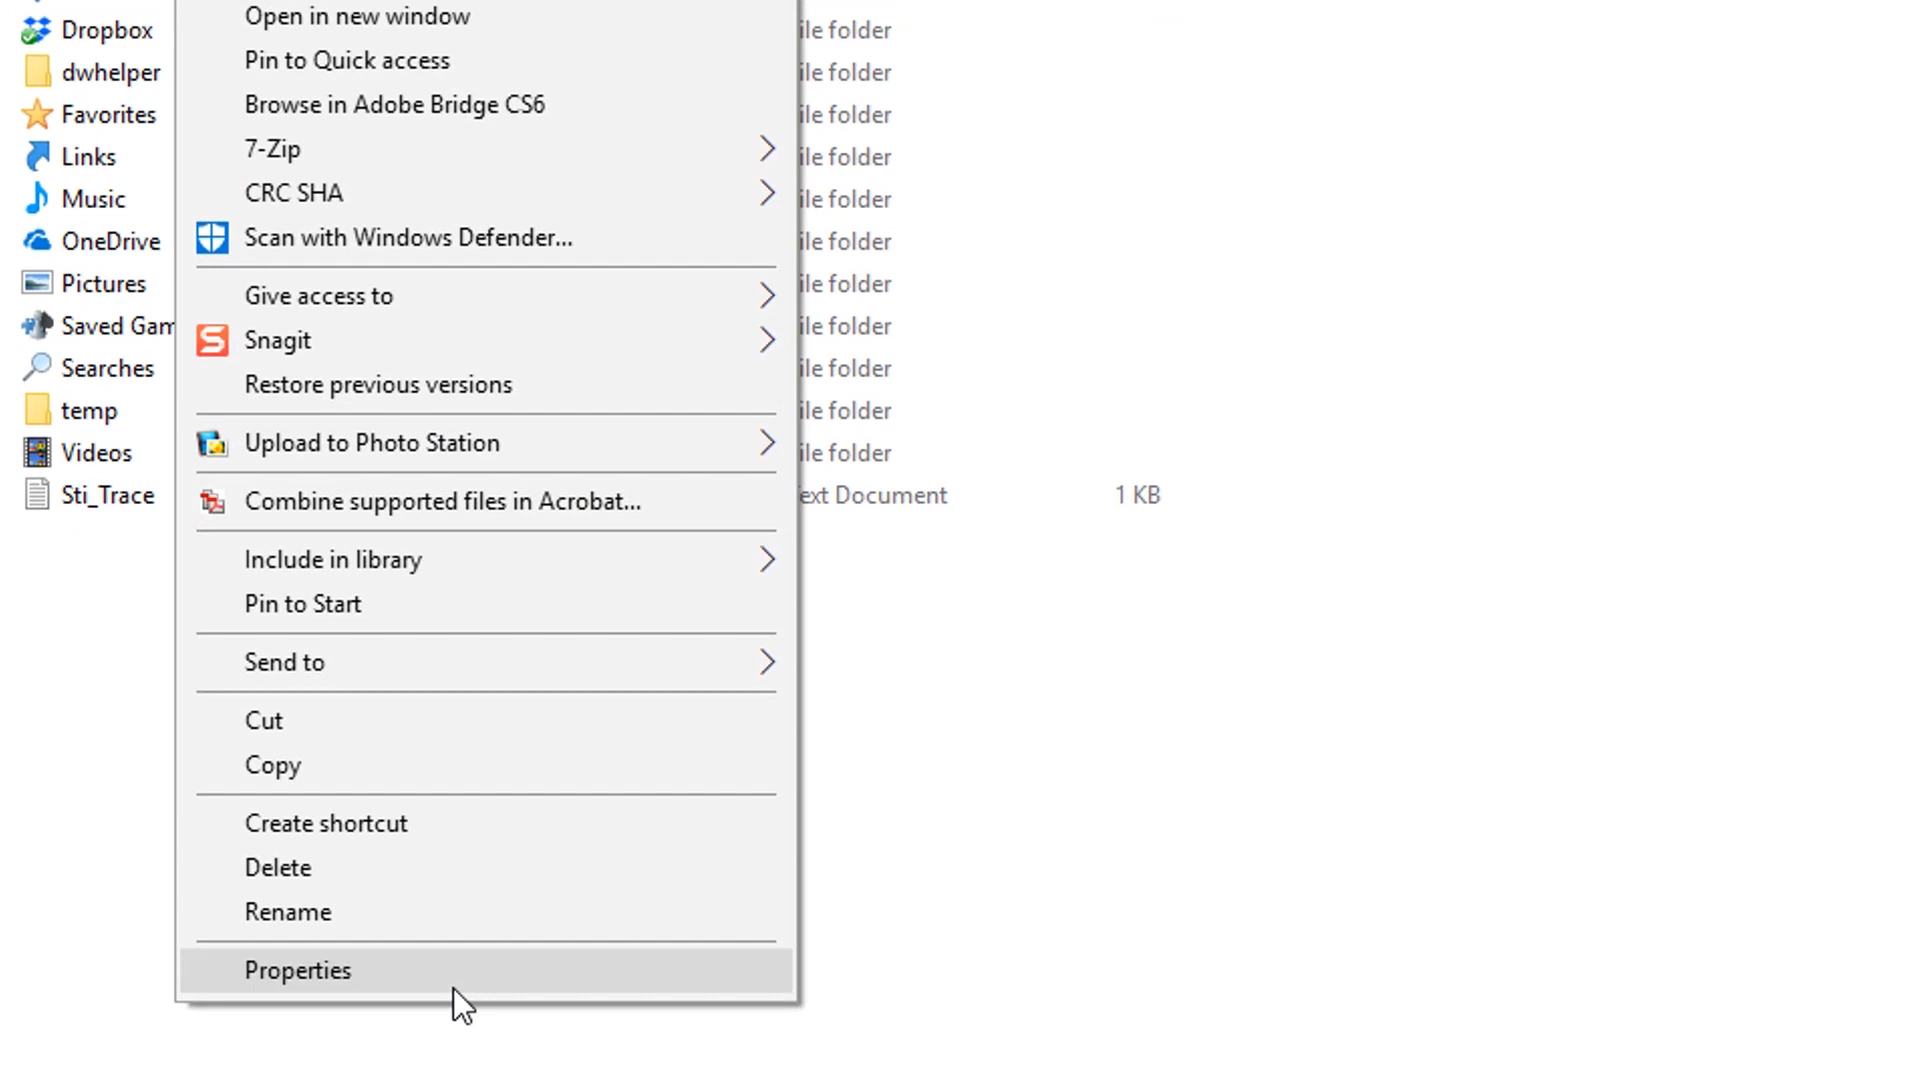 Dropbox
dwhelper
Favorites
Links
Music
OneDrive
Pictures
Saved Gam
Searches
temp
Videos
Sti_Trace
Open in new window
Pin to Quick access
Browse in Adobe Bridge CS6
7-Zip
CRC SHA
Scan with Windows Defender...
Give access to
Snagit
Restore previous versions
Upload to Photo Station
Combine supported files in Acrobat...
Include in library
Pin to Start
Send to
Cut
Copy
Create shortcut
Delete
Rename
Properties
ile folder
ile folder
ile folder
ile folder
ile folder
ile folder
ile folder
ile folder
ile folder
ile folder
ile folder
ext Document 1 KB